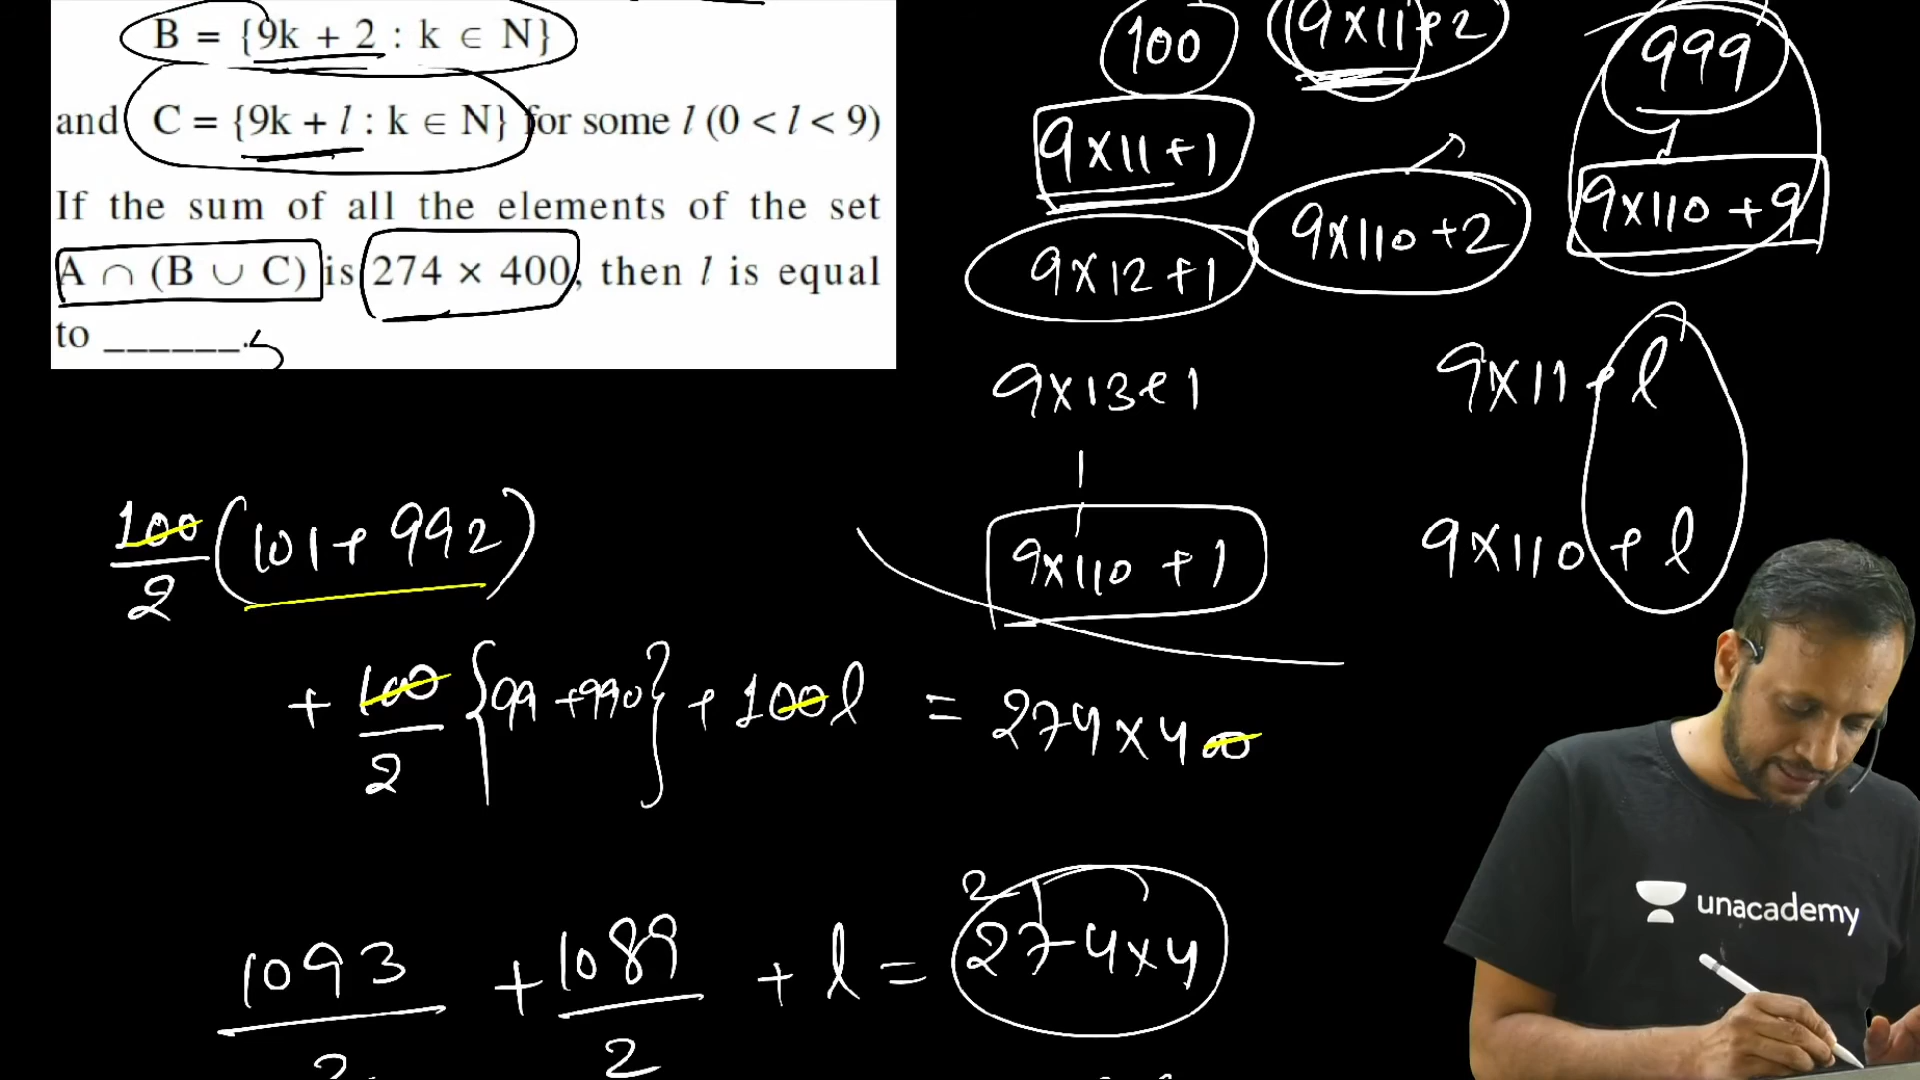 B = {9k + 2 : k ∈ N}
and C = {9k + l : k ∈ N} for some l (0 < l < 9)
If the sum of all the elements of the set
A ∩ (B ∪ C) is 274 × 400, then l is equal
to ______.
100
9×11+2
999
9×11+1
9×110+2
9×110+9
9×12+1
9×13+1
9×11+l
9×110+1
9×110+l
100/2 (101+992)
+ 100/2 {99+990} + 100l = 274×400
1093/2 + 1089/2 + l = 274×4
2 1
unacademy